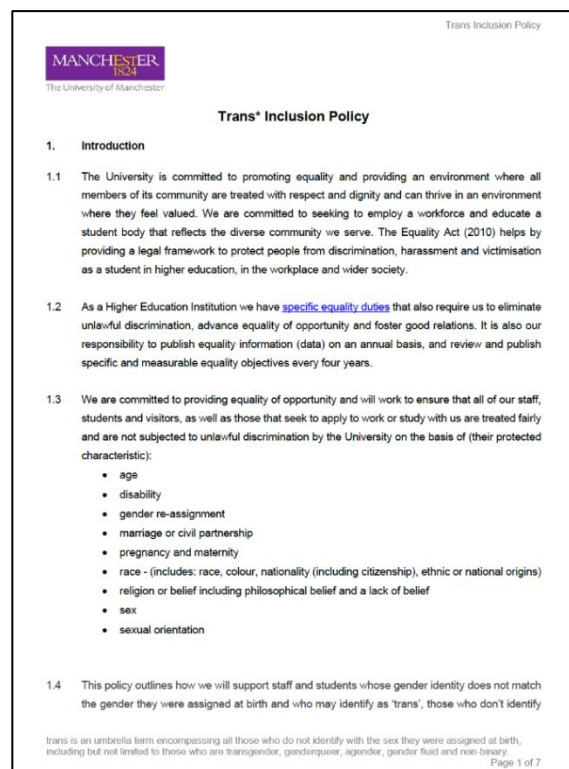 Trans Inclusion Policy
MANCHESTER
1824
The University of Manchester
Trans* Inclusion Policy
1. Introduction
1.1 The University is committed to promoting equality and providing an environment where all
members of its community are treated with respect and dignity and can thrive in an environment
where they feel valued. We are committed to seeking to employ a workforce and educate a
student body that reflects the diverse community we serve. The Equality Act (2010) helps by
providing a legal framework to protect people from discrimination, harassment and victimisation
as a student in higher education, in the workplace and wider society.
1.2 As a Higher Education Institution we have specific equality duties that also require us to eliminate
unlawful discrimination, advance equality of opportunity and foster good relations. It is also our
responsibility to publish equality information (data) on an annual basis, and review and publish
specific and measurable equality objectives every four years.
1.3 We are committed to providing equality of opportunity and will work to ensure that all of our staff,
students and visitors, as well as those that seek to apply to work or study with us are treated fairly
and are not subjected to unlawful discrimination by the University on the basis of (their protected
characteristic):
• age
• disability
• gender re-assignment
• marriage or civil partnership
• pregnancy and maternity
• race - (includes: race, colour, nationality (including citizenship), ethnic or national origins)
• religion or belief including philosophical belief and a lack of belief
• sex
• sexual orientation
1.4 This policy outlines how we will support staff and students whose gender identity does not match
the gender they were assigned at birth and who may identify as 'trans', those who don't identify
trans is an umbrella term encompassing all those who do not identify with the sex they were assigned at birth,
including but not limited to those who are transgender, genderqueer, agender, gender fluid and non-binary.
Page 1 of 7